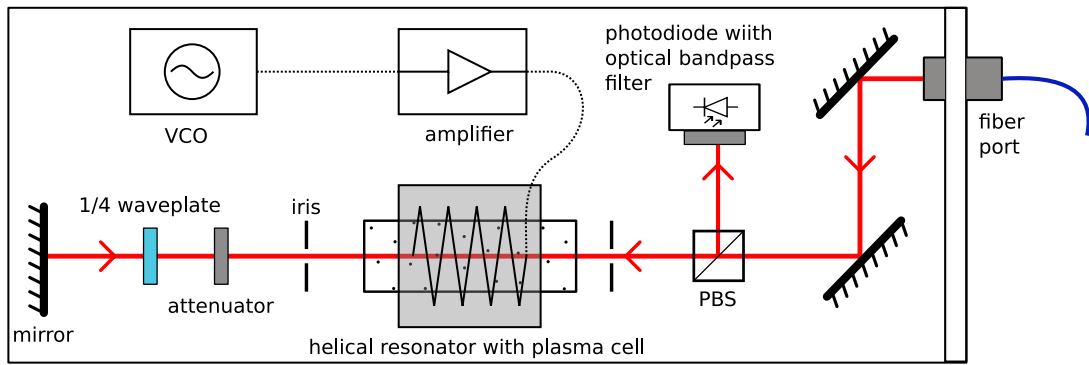 photodiode wiith
optical bandpass
filter
VCO
amplifier
fiber
port
1/4 waveplate
iris
attenuator
PBS
mirror
helical resonator with plasma cell